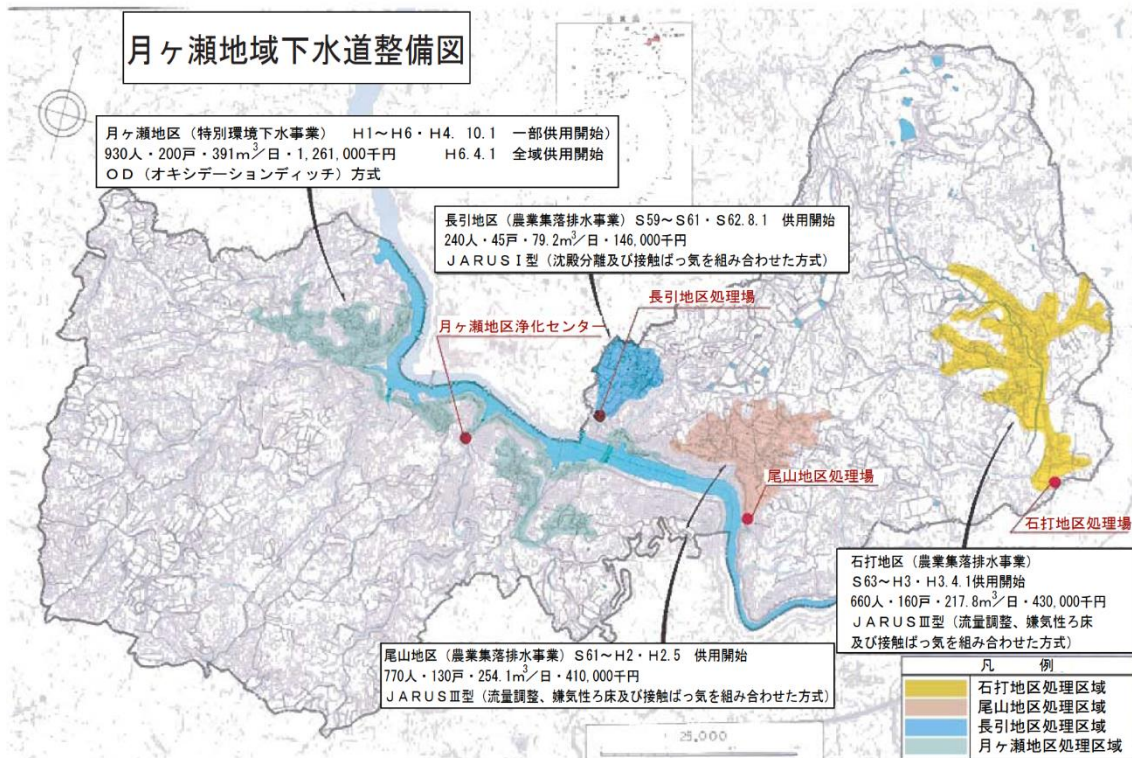 月ヶ瀬地域下水道整備図
月ヶ瀬地区（特別環境下水事業）　H1～H6・H4. 10.1　一部供用開始）
930人・200戸・391m³/日・1,261,000千円　H6.4.1　全域供用開始
ＯＤ（オキシデーションディッチ）方式
長引地区（農業集落排水事業）S59～S61・S62.8.1　供用開始
240人・45戸・79.2m³/日・146,000千円
ＪＡＲＵＳⅠ型（沈殿分離及び接触ばっ気を組み合わせた方式）
長引地区処理場
月ヶ瀬地区浄化センター
尾山地区処理場
石打地区処理場
石打地区（農業集落排水事業）
S63～H3・H3.4.1供用開始
660人・160戸・217.8m³/日・430,000千円
ＪＡＲＵＳⅢ型（流量調整、嫌気性ろ床
及び接触ばっ気を組み合わせた方式）
尾山地区（農業集落排水事業）S61～H2・H2.5　供用開始
770人・130戸・254.1m³/日・410,000千円
ＪＡＲＵＳⅢ型（流量調整、嫌気性ろ床及び接触ばっ気を組み合わせた方式）
凡　例
石打地区処理区域
尾山地区処理区域
長引地区処理区域
月ヶ瀬地区処理区域
25,000